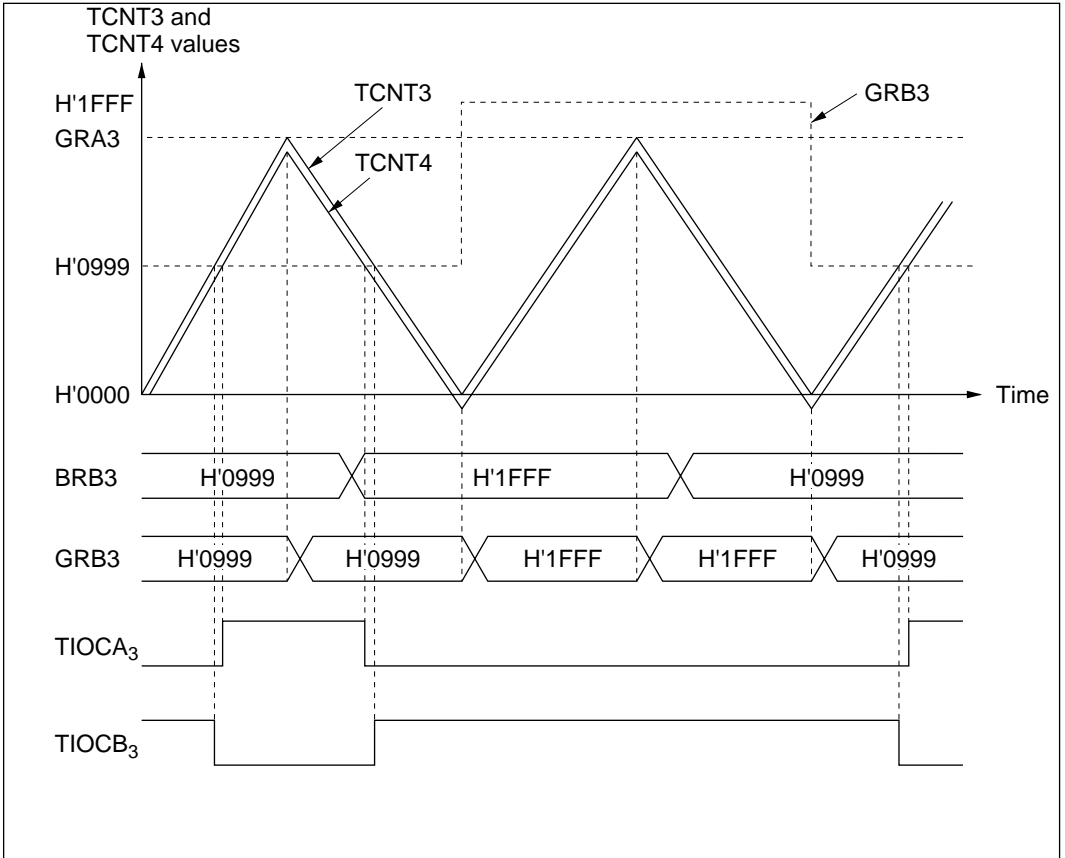 TCNT3 and
TCNT4 values
H'1FFF
TCNT3
GRB3
GRA3
TCNT4
H'0999
H'0000
Time
BRB3 H'0999 H'1FFF H'0999
GRB3 H'0999 H'0999 H'1FFF H'1FFF H'0999
TIOCA3
TIOCB3